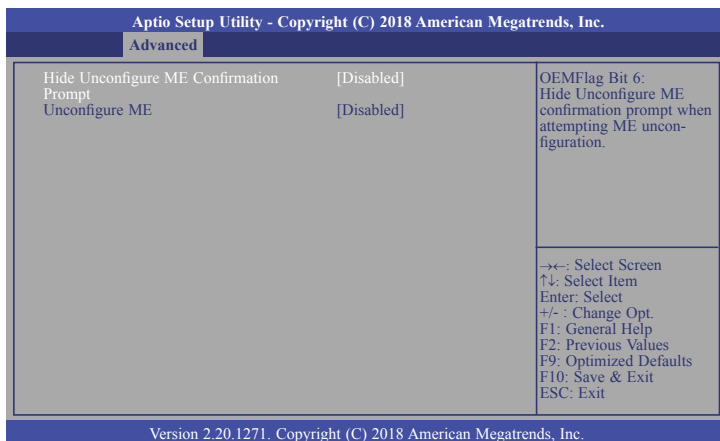 Aptio Setup Utility - Copyright (C) 2018 American Megatrends, Inc.
Advanced
Hide Unconfigure ME Confirmation Prompt [Disabled]
Unconfigure ME [Disabled]
OEMFlag Bit 6:
Hide Unconfigure ME
confirmation prompt when
attempting ME uncon-
figuration.
→←: Select Screen
↑↓: Select Item
Enter: Select
+/- : Change Opt.
F1: General Help
F2: Previous Values
F9: Optimized Defaults
F10: Save & Exit
ESC: Exit
Version 2.20.1271. Copyright (C) 2018 American Megatrends, Inc.